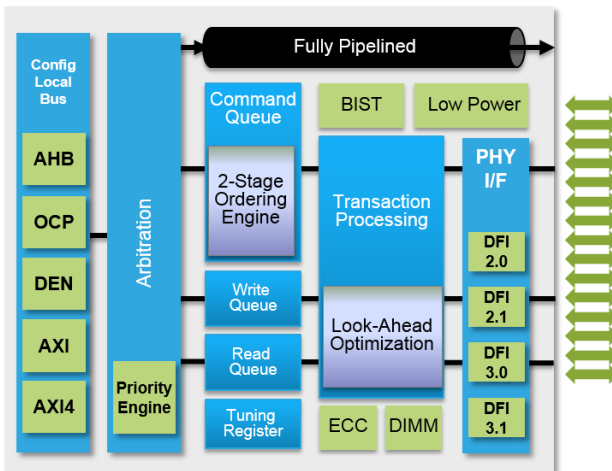 Fully Pipelined
Config
Local
Bus
AHB
OCP
DEN
AXI
AXI4
Arbitration
Priority
Engine
Command
Queue
2-Stage
Ordering
Engine
Write
Queue
Read
Queue
Tuning
Register
BIST
Low Power
Transaction
Processing
Look-Ahead
Optimization
ECC
DIMM
PHY
I/F
DFI
2.0
DFI
2.1
DFI
3.0
DFI
3.1